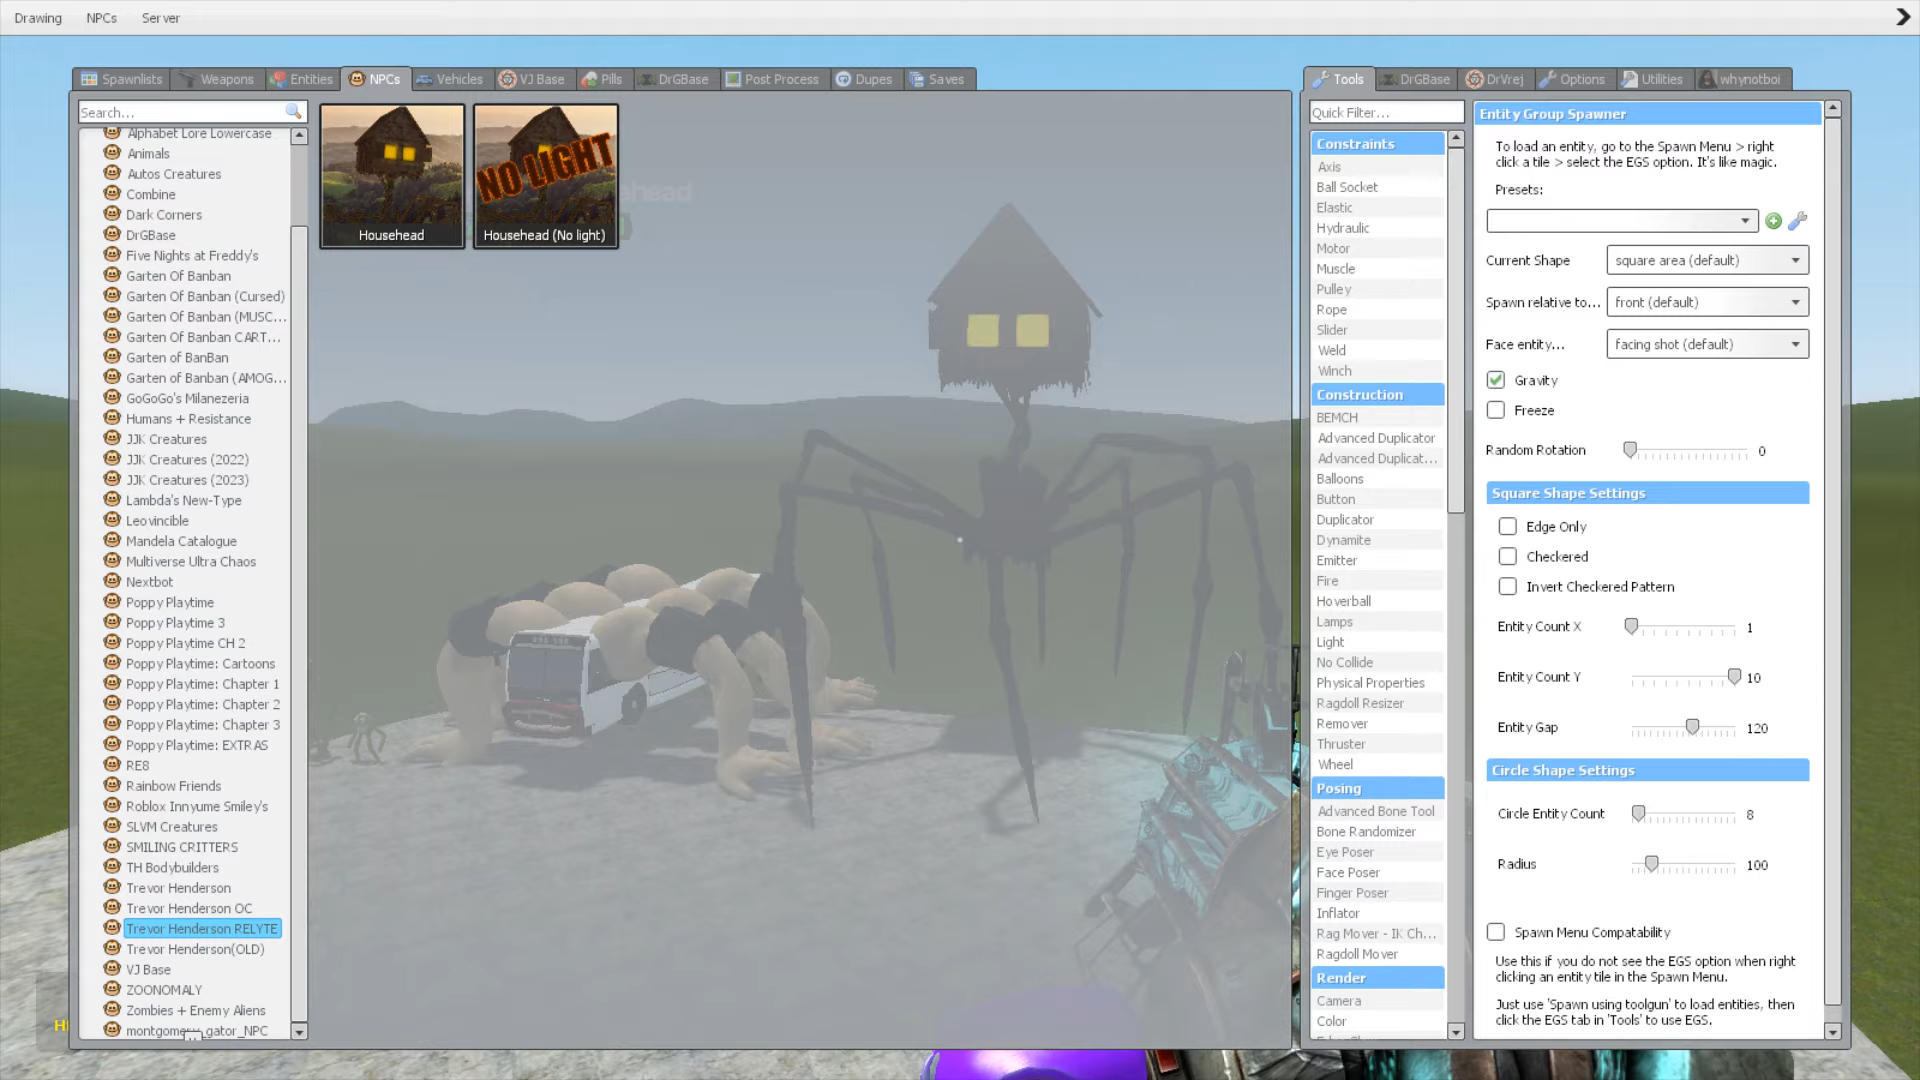 Drawing NPCs Server
Spawnlists Weapons Entities NPCs Vehicles VJ Base Pills DrGBase Post Process Dupes Saves
Search...
Alphabet Lore Lowercase
Animals
Autos Creatures
Combine
Dark Corners
DrGBase
Five Nights at Freddy's
Garten Of Banban
Garten Of Banban (Cursed)
Garten Of Banban (MUSC...
Garten Of Banban CART...
Garten of BanBan
Garten of Banban (AMOG...
GoGoGo's Milanezeria
Humans + Resistance
JJK Creatures
JJK Creatures (2022)
JJK Creatures (2023)
Lambda's New-Type
Leovincible
Mandela Catalogue
Multiverse Ultra Chaos
Nextbot
Poppy Playtime
Poppy Playtime 3
Poppy Playtime CH 2
Poppy Playtime: Cartoons
Poppy Playtime: Chapter 1
Poppy Playtime: Chapter 2
Poppy Playtime: Chapter 3
Poppy Playtime: EXTRAS
RE8
Rainbow Friends
Roblox Innyume Smiley's
SLVM Creatures
SMILING CRITTERS
TH Bodybuilders
Trevor Henderson
Trevor Henderson OC
Trevor Henderson RELYTE
Trevor Henderson(OLD)
VJ Base
ZOONOMALY
Zombies + Enemy Aliens
montgomery_gator_NPC
Househead
NO LIGHT
Househead (No light)
Tools DrGBase DrVrej Options Utilities whynotboi
Quick Filter...
Constraints
Axis
Ball Socket
Elastic
Hydraulic
Motor
Muscle
Pulley
Rope
Slider
Weld
Winch
Construction
BEMCH
Advanced Duplicator
Advanced Duplicat...
Balloons
Button
Duplicator
Dynamite
Emitter
Fire
Hoverball
Lamps
Light
No Collide
Physical Properties
Ragdoll Resizer
Remover
Thruster
Wheel
Posing
Advanced Bone Tool
Bone Randomizer
Eye Poser
Face Poser
Finger Poser
Inflator
Rag Mover - IK Ch...
Ragdoll Mover
Render
Camera
Color
Entity Group Spawner
To load an entity, go to the Spawn Menu > right
click a tile > select the EGS option. It's like magic.
Presets:
Current Shape square area (default)
Spawn relative to... front (default)
Face entity... facing shot (default)
Gravity
Freeze
Random Rotation 0
Square Shape Settings
Edge Only
Checkered
Invert Checkered Pattern
Entity Count X 1
Entity Count Y 10
Entity Gap 120
Circle Shape Settings
Circle Entity Count 8
Radius 100
Spawn Menu Compatability
Use this if you do not see the EGS option when right
clicking an entity tile in the Spawn Menu.
Just use 'Spawn using toolgun' to load entities, then
click the EGS tab in 'Tools' to use EGS.